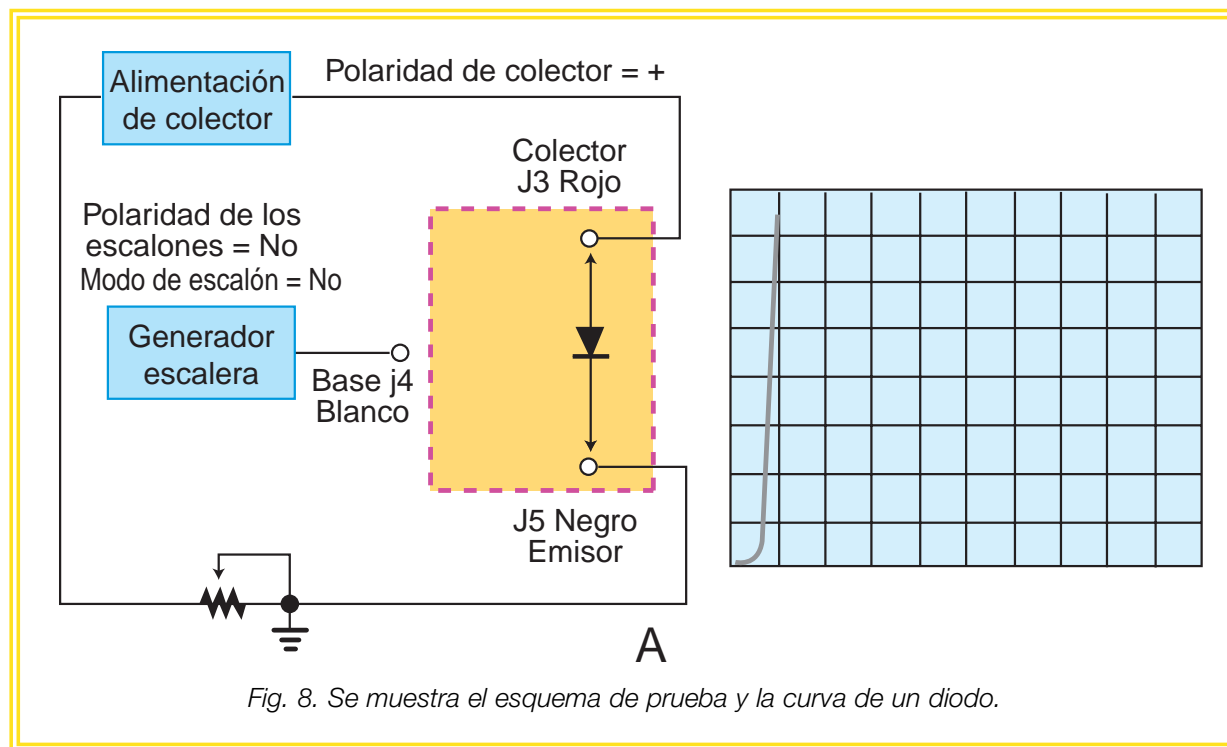 Alimentación
de colector
Polaridad de colector = +
Colector
J3 Rojo
Polaridad de los
escalones = No
Modo de escalón = No
Generador
escalera
Base j4
Blanco
J5 Negro
Emisor
A
Fig. 8. Se muestra el esquema de prueba y la curva de un diodo.